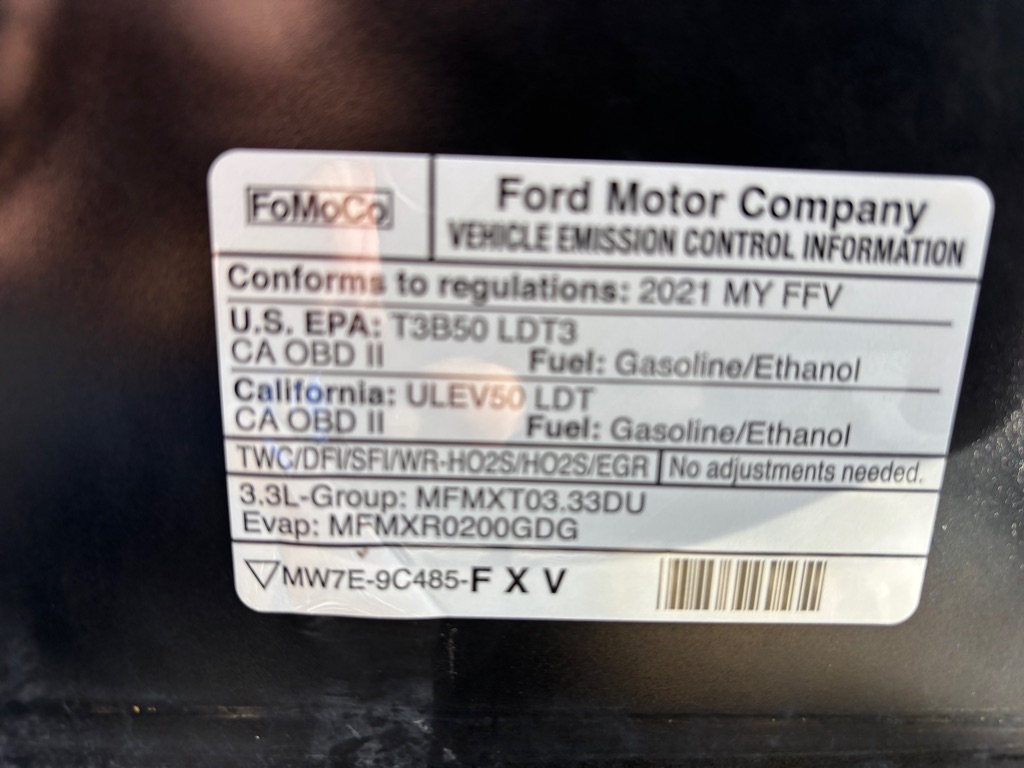 FoMoCo
Ford Motor Company
VEHICLE EMISSION CONTROL INFORMATION
Conforms to regulations: 2021 MY FFV
U.S. EPA: T3B50 LDT3
CA OBD II Fuel: Gasoline/Ethanol
California: ULEV50 LDT
CA OBD II Fuel: Gasoline/Ethanol
TWC/DFI/SFI/WR-HO2S/HO2S/EGR No adjustments needed.
3.3L-Group: MFMXT03.33DU
Evap: MFMXR0200GDG
MW7E-9C485-F X V